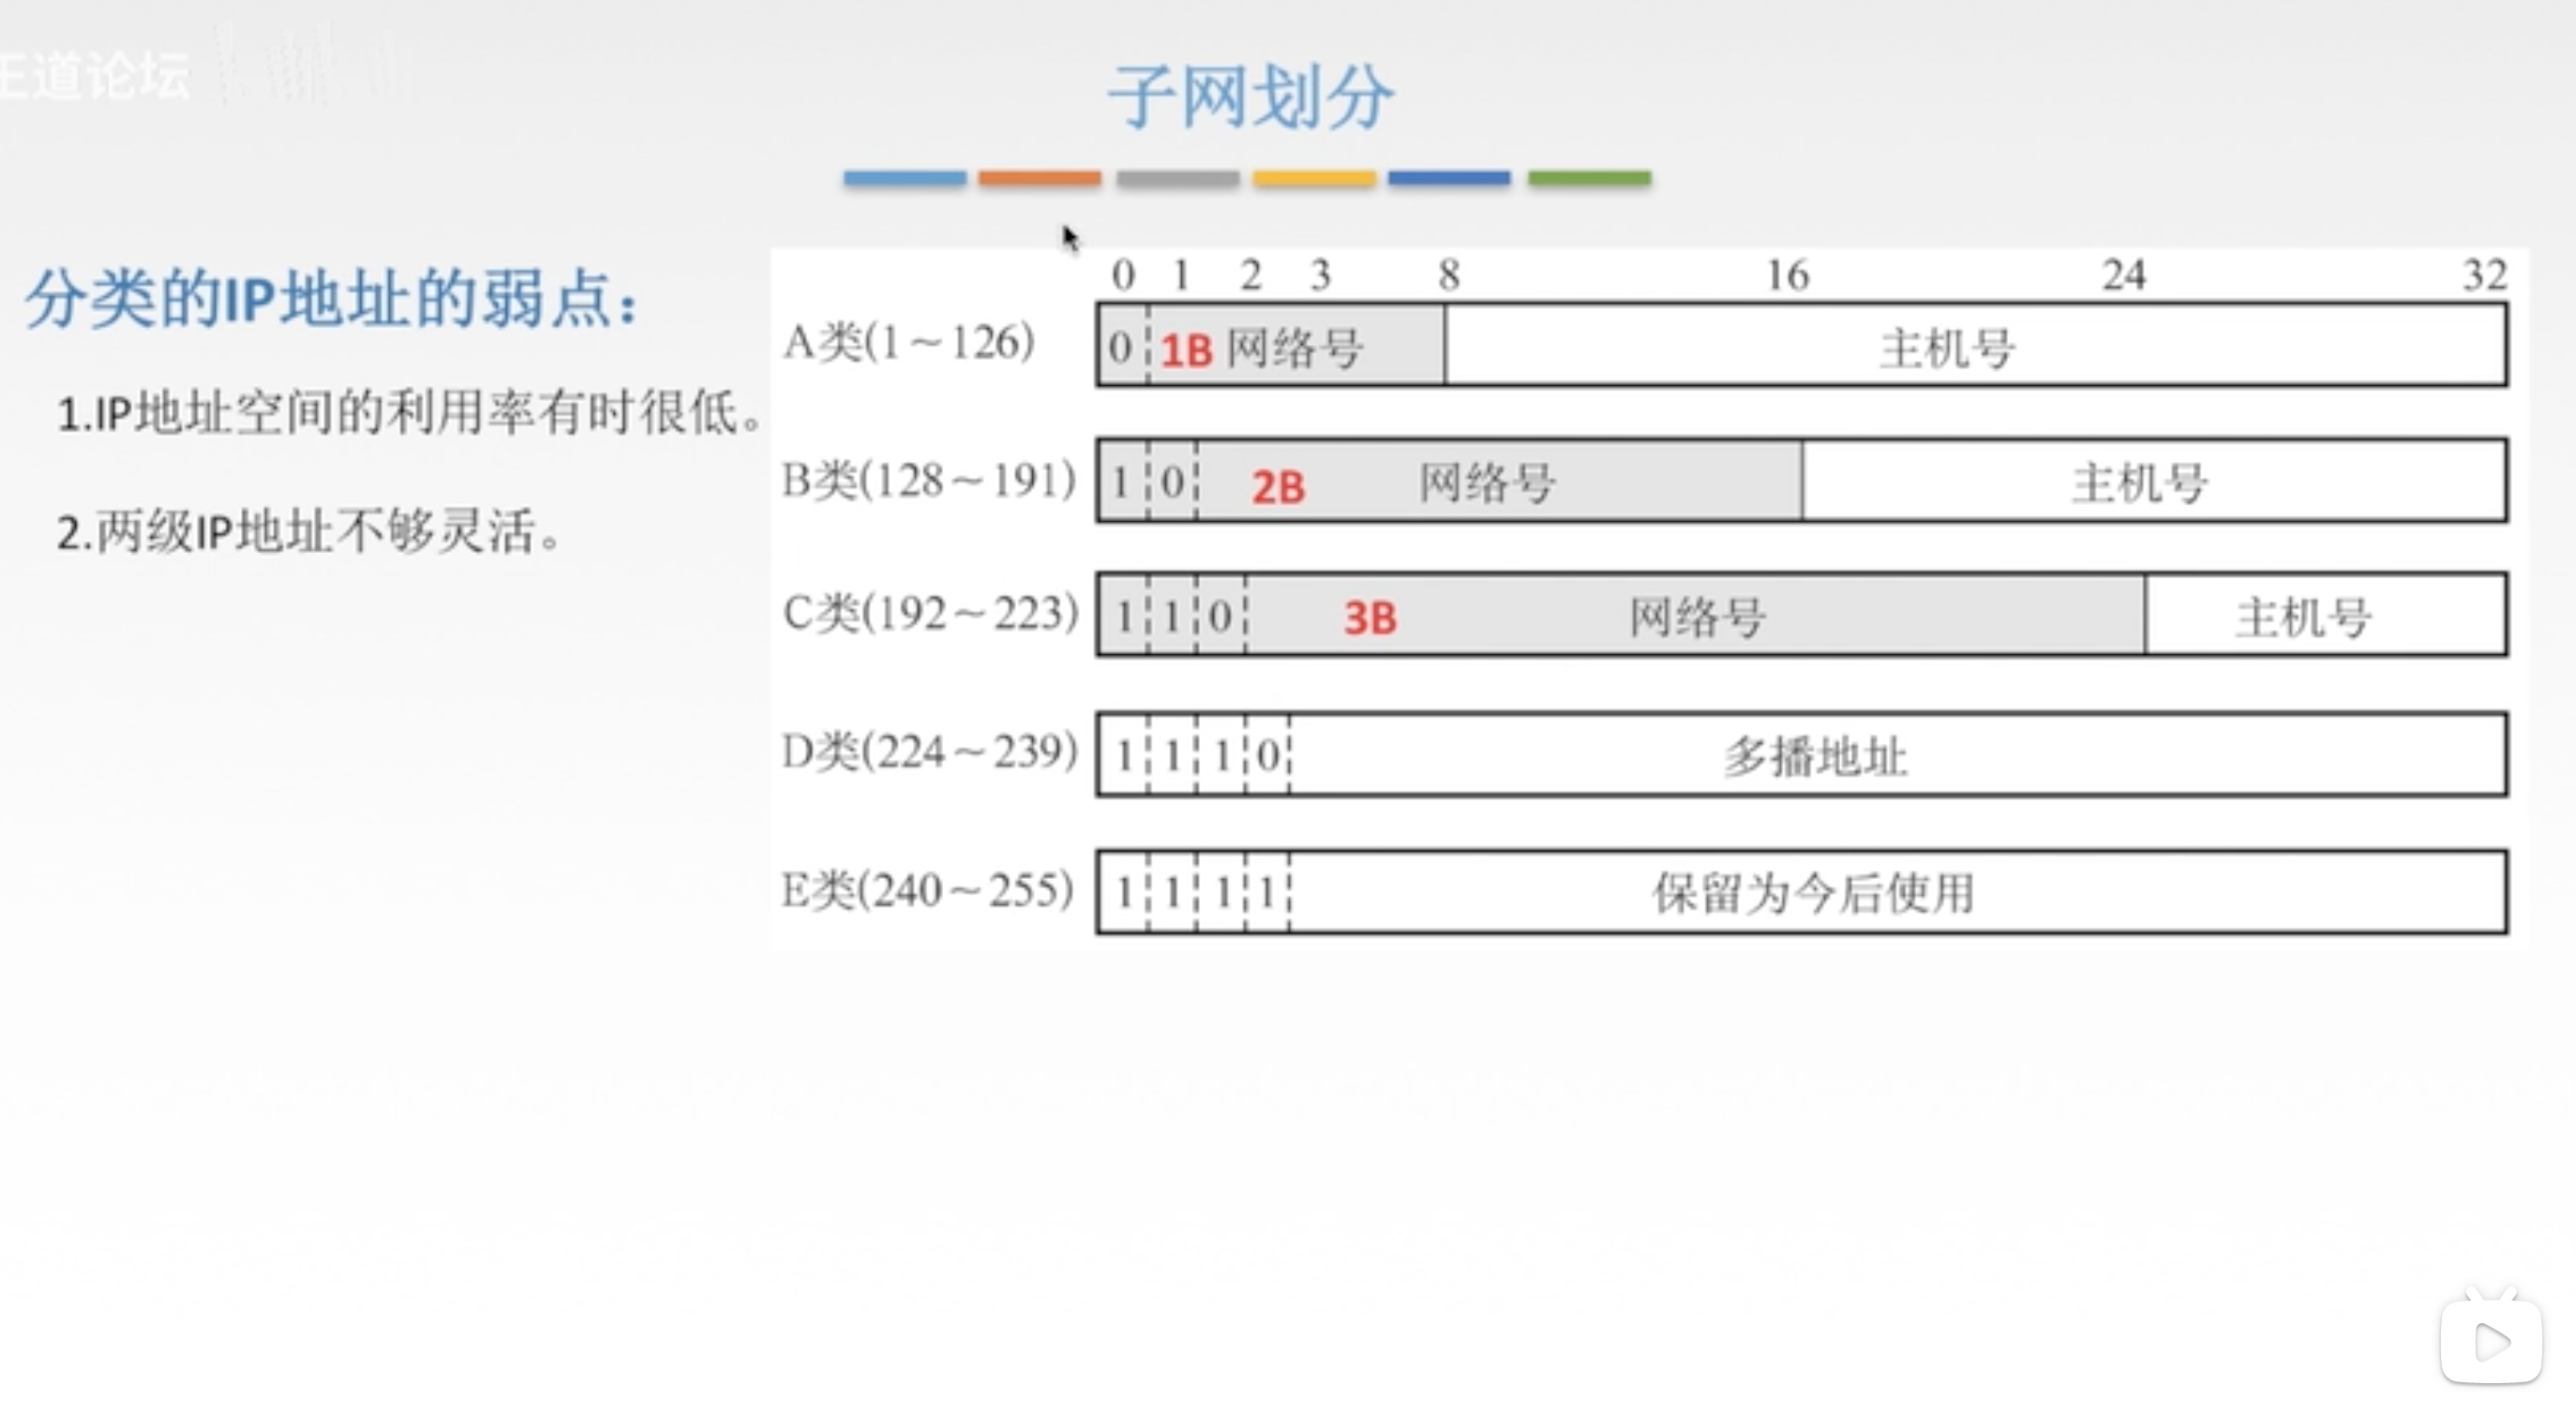 王道论坛
子网划分
分类的IP地址的弱点：
1.IP地址空间的利用率有时很低。
2.两级IP地址不够灵活。
0 1 2 3 8 16 24 32
A类(1～126) 0 1B 网络号 主机号
B类(128～191) 1 0 2B 网络号 主机号
C类(192～223) 1 1 0 3B 网络号 主机号
D类(224～239) 1 1 1 0 多播地址
E类(240～255) 1 1 1 1 保留为今后使用